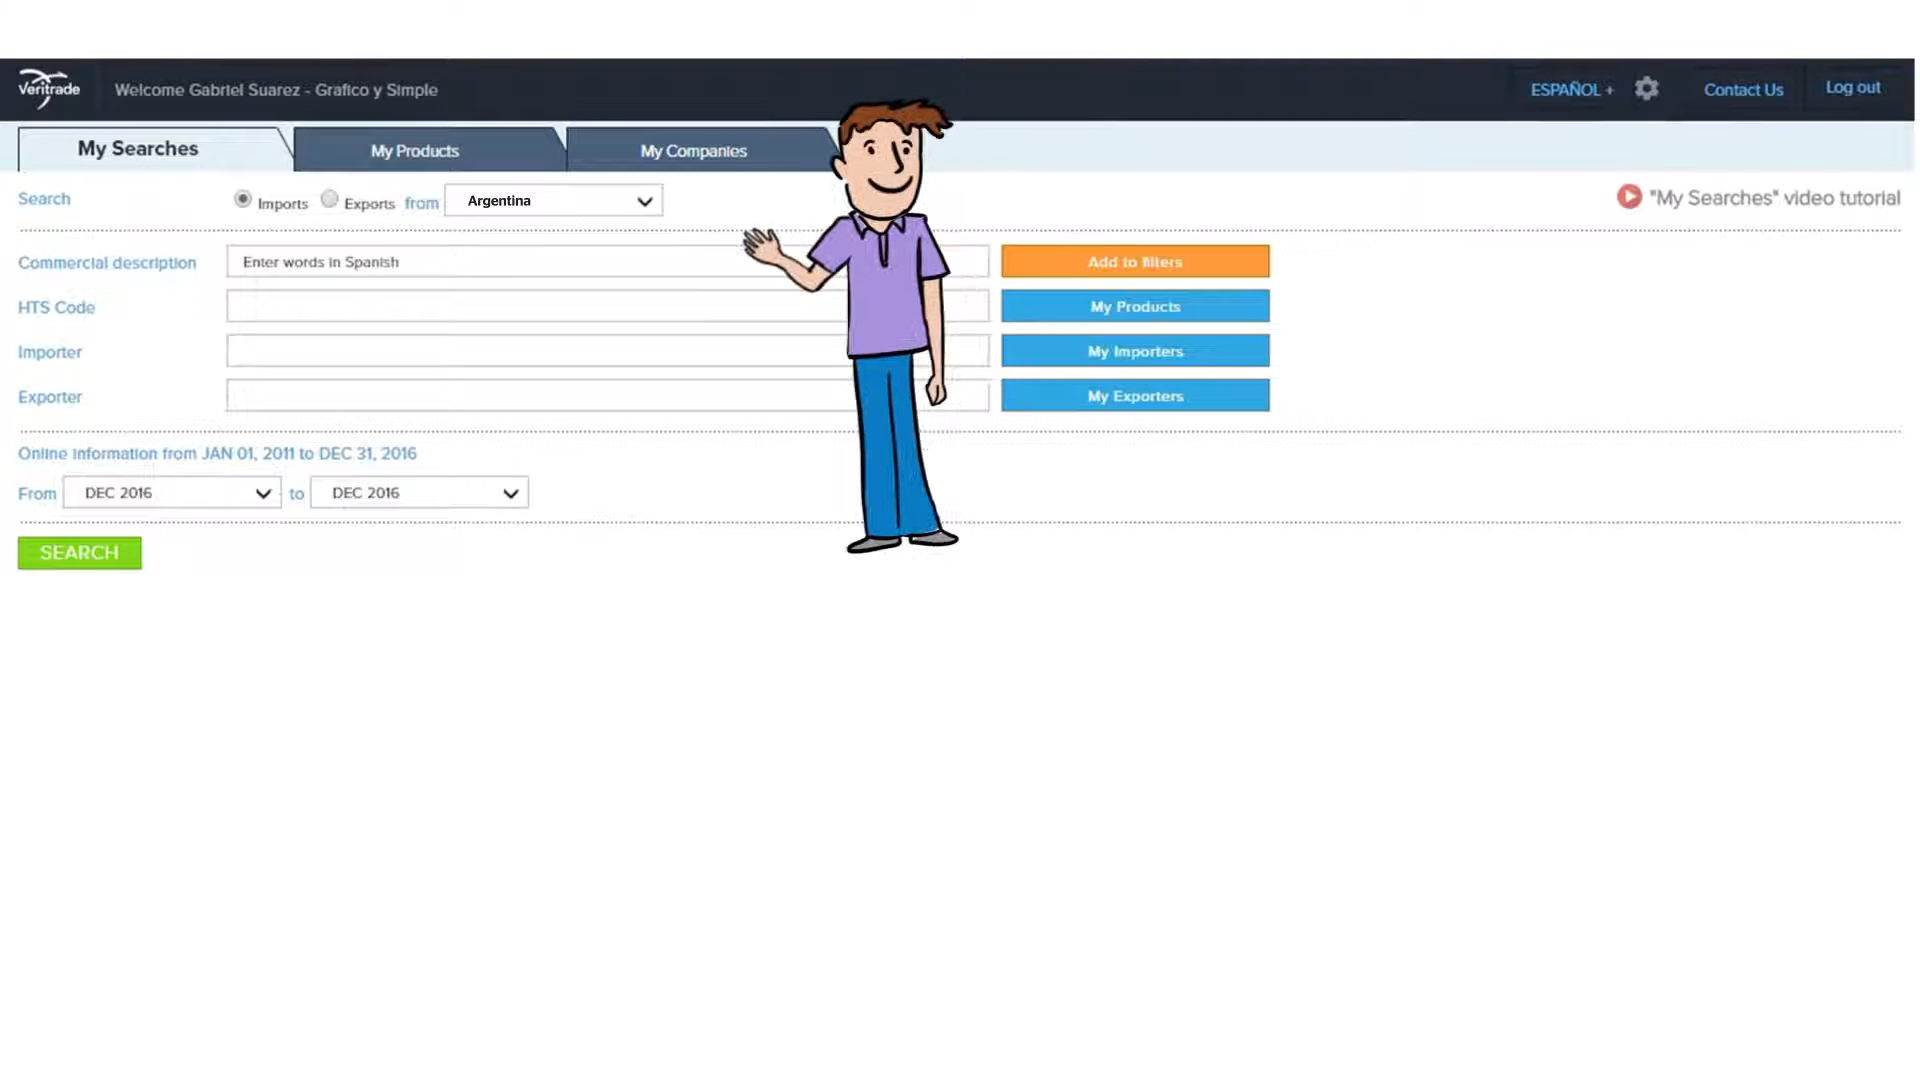 Veritrade
Welcome Gabriel Suarez - Grafico y Simple
ESPAÑOL +
Contact Us
Log out
My Searches
My Products
My Companies
Search
Imports
Exports
from
Argentina
"My Searches" video tutorial
Commercial description
Enter words in Spanish
Add to filters
HTS Code
My Products
Importer
My Importers
Exporter
My Exporters
Online information from JAN 01, 2011 to DEC 31, 2016
From
DEC 2016
to
DEC 2016
SEARCH